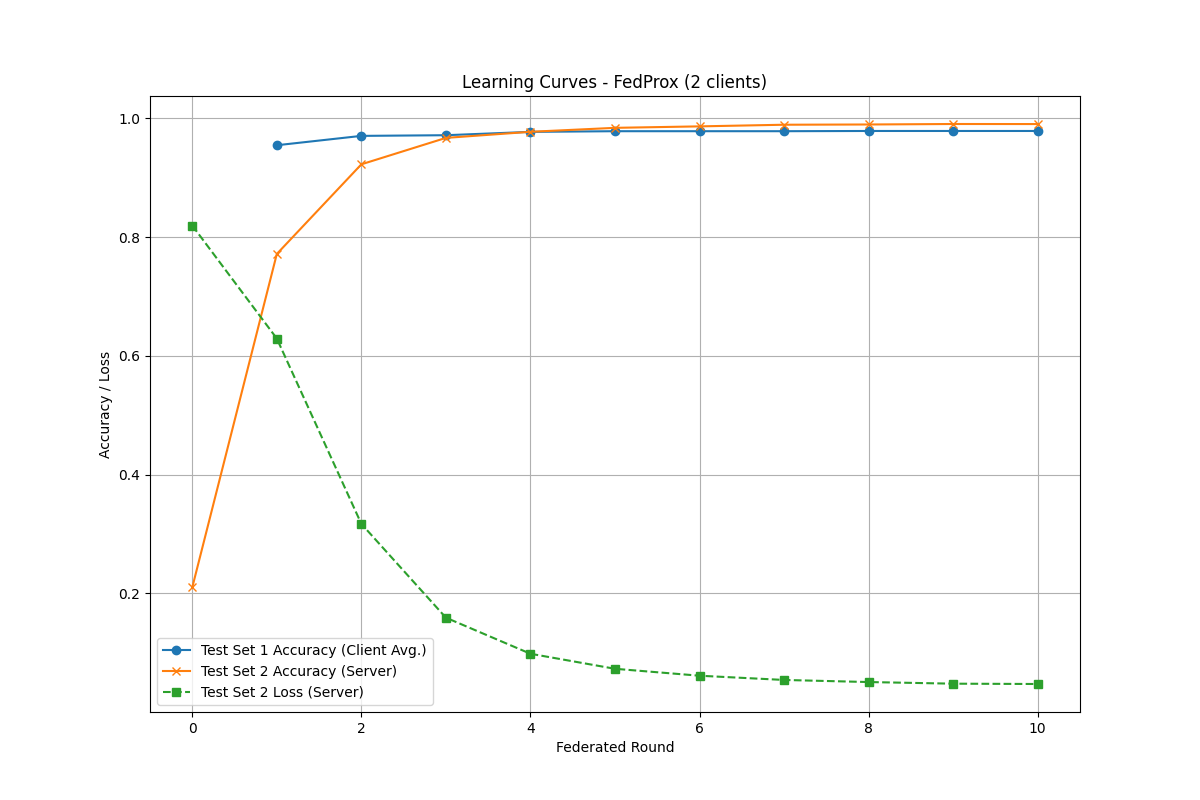 Learning Curves - FedProx (2 clients)
Accuracy / Loss
1.0
0.8
0.6
0.4
0.2
Test Set 1 Accuracy (Client Avg.)
Test Set 2 Accuracy (Server)
Test Set 2 Loss (Server)
0 2 4 6 8 10
Federated Round